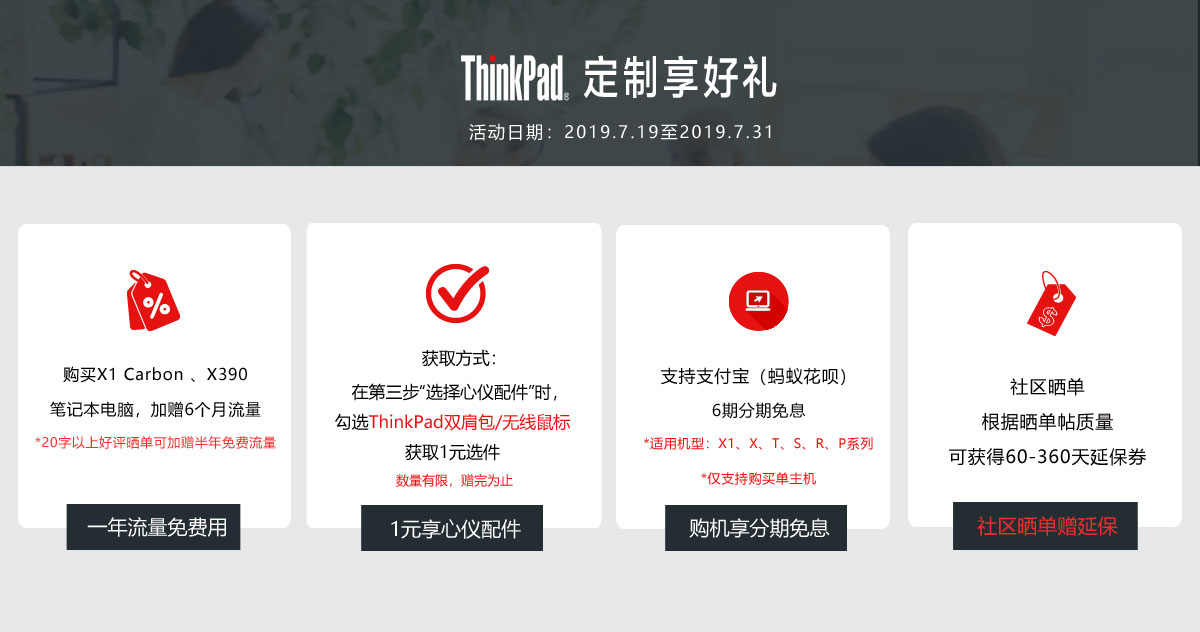 ThinkPad® 定制享好礼
活动日期：2019.7.19至2019.7.31
购买X1 Carbon 、X390
笔记本电脑，加赠6个月流量
*20字以上好评晒单可加赠半年免费流量
一年流量免费用
获取方式：
在第三步“选择心仪配件”时，
勾选ThinkPad双肩包/无线鼠标
获取1元选件
数量有限，赠完为止
1元享心仪配件
支持支付宝（蚂蚁花呗）
6期分期免息
*适用机型：X1、X、T、S、R、P系列
*仅支持购买单主机
购机享分期免息
社区晒单
根据晒单帖质量
可获得60-360天延保券
社区晒单赠延保